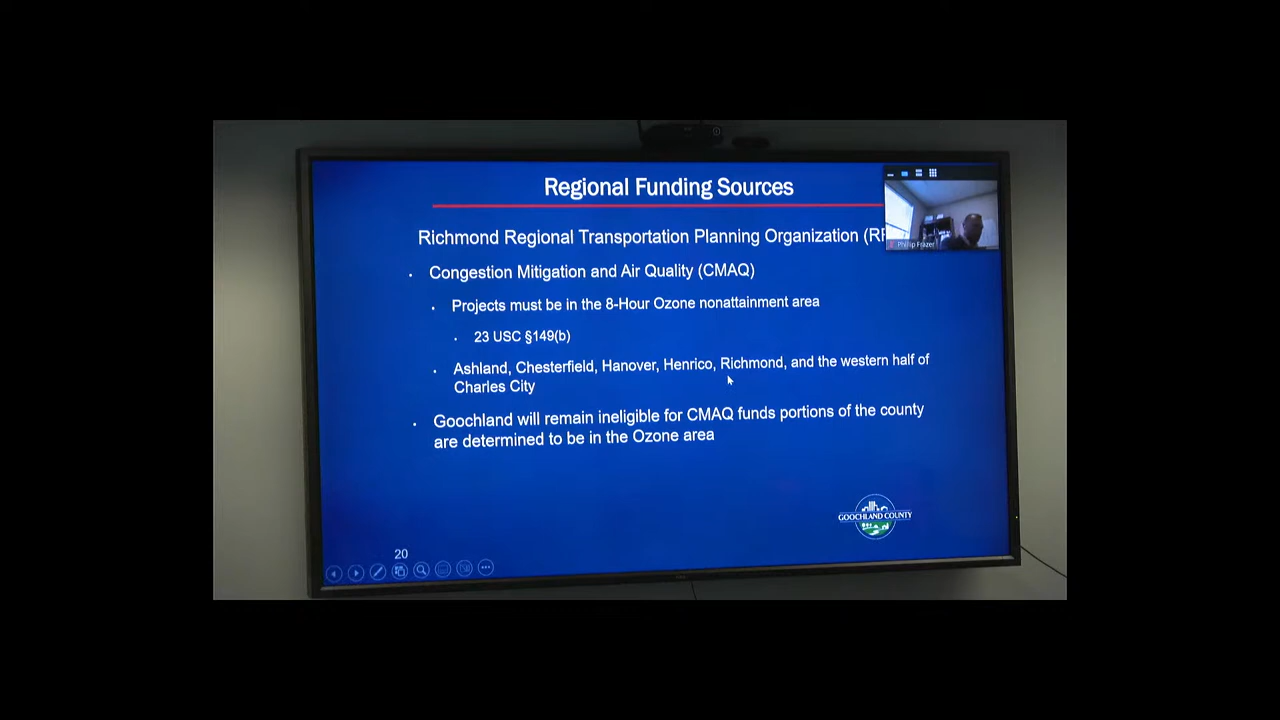 Regional Funding Sources
Richmond Regional Transportation Planning Organization (RF
Phillip Frazer
Congestion Mitigation and Air Quality (CMAQ)
Projects must be in the 8-Hour Ozone nonattainment area
23 USC §149(b)
Ashland, Chesterfield, Hanover, Henrico, Richmond, and the western half of
Charles City
Goochland will remain ineligible for CMAQ funds portions of the county
are determined to be in the Ozone area
GOOCHLAND COUNTY
20